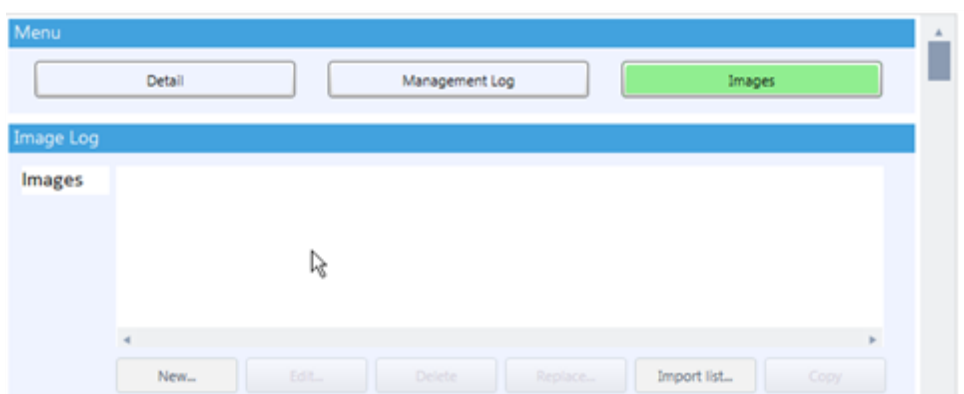 Menu
Detail Management Log Images
Image Log
Images
New... Edit... Delete Replace... Import list... Copy